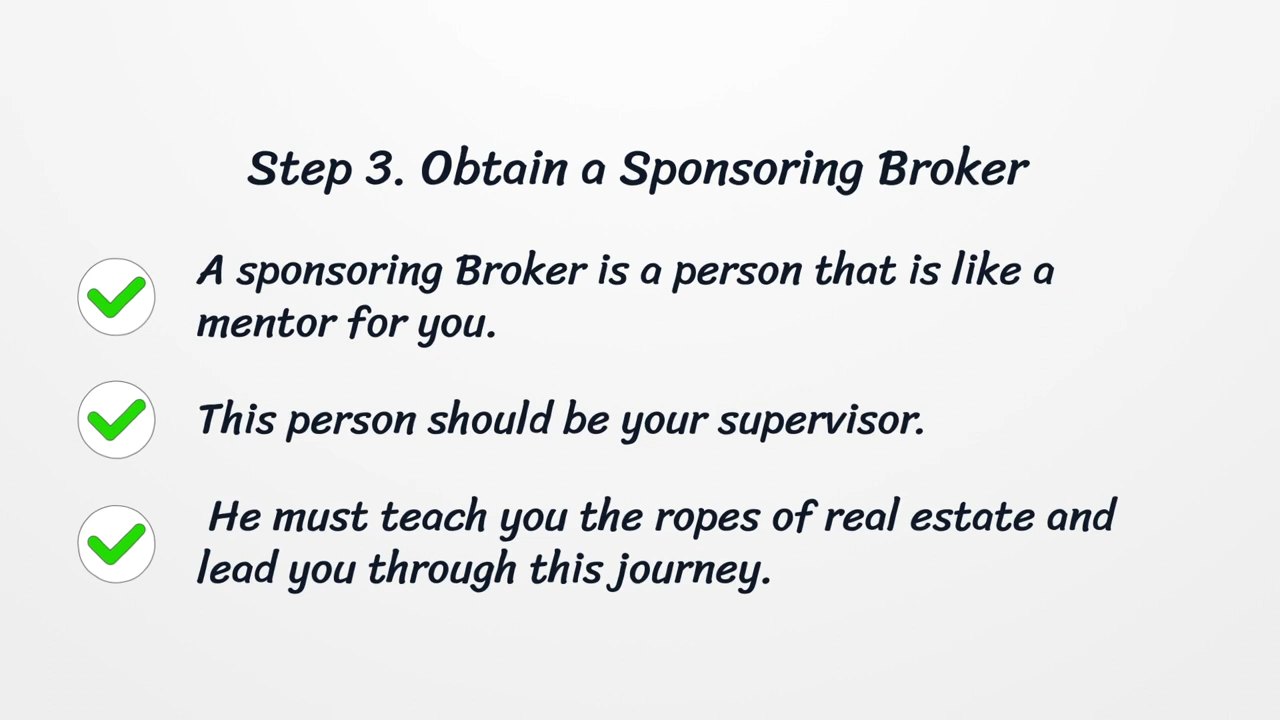 Step 3. Obtain a Sponsoring Broker
A sponsoring Broker is a person that is like a
mentor for you.
This person should be your supervisor.
He must teach you the ropes of real estate and
lead you through this journey.